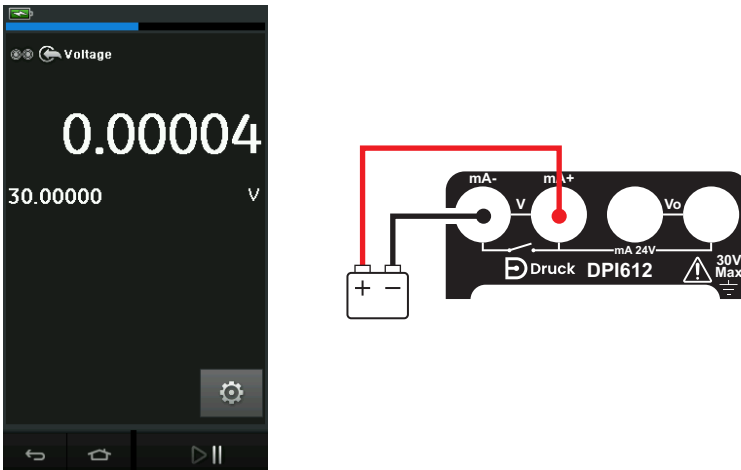 Voltage
0.00004
30.00000 V
mA- mA+
V Vo
mA 24V
Druck DPI612 30V
Max
+ −